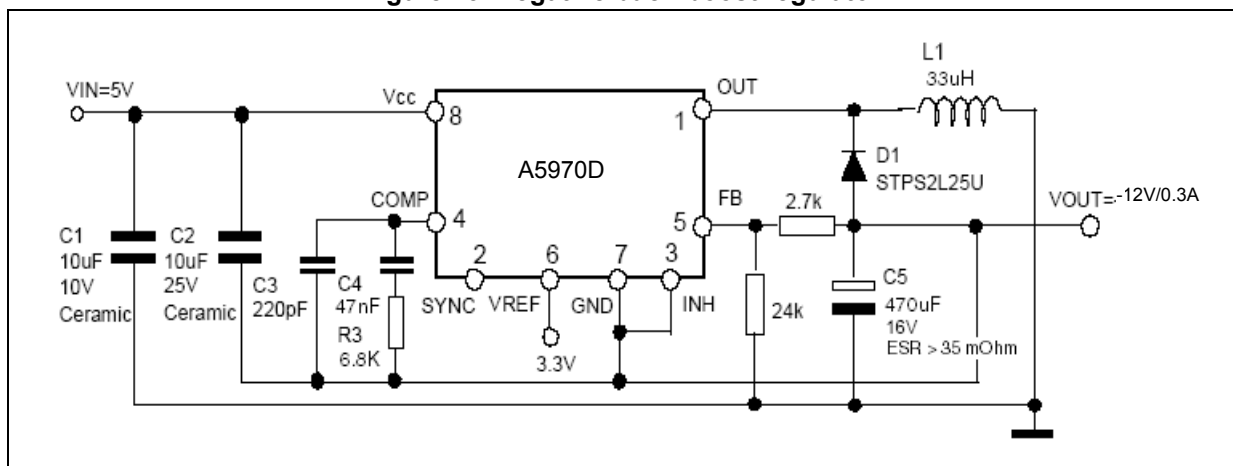 VIN=5V
Vcc
8
A5970D
1
OUT
L1
33uH
D1
STPS2L25U
COMP
4
FB
5
2.7k
VOUT=-12V/0.3A
2
6
7
3
SYNC
VREF
GND
INH
3.3V
C1
10uF
10V
Ceramic
C2
10uF
25V
Ceramic
C3
220pF
C4
47nF
R3
6.8K
24k
C5
470uF
16V
ESR > 35 mOhm